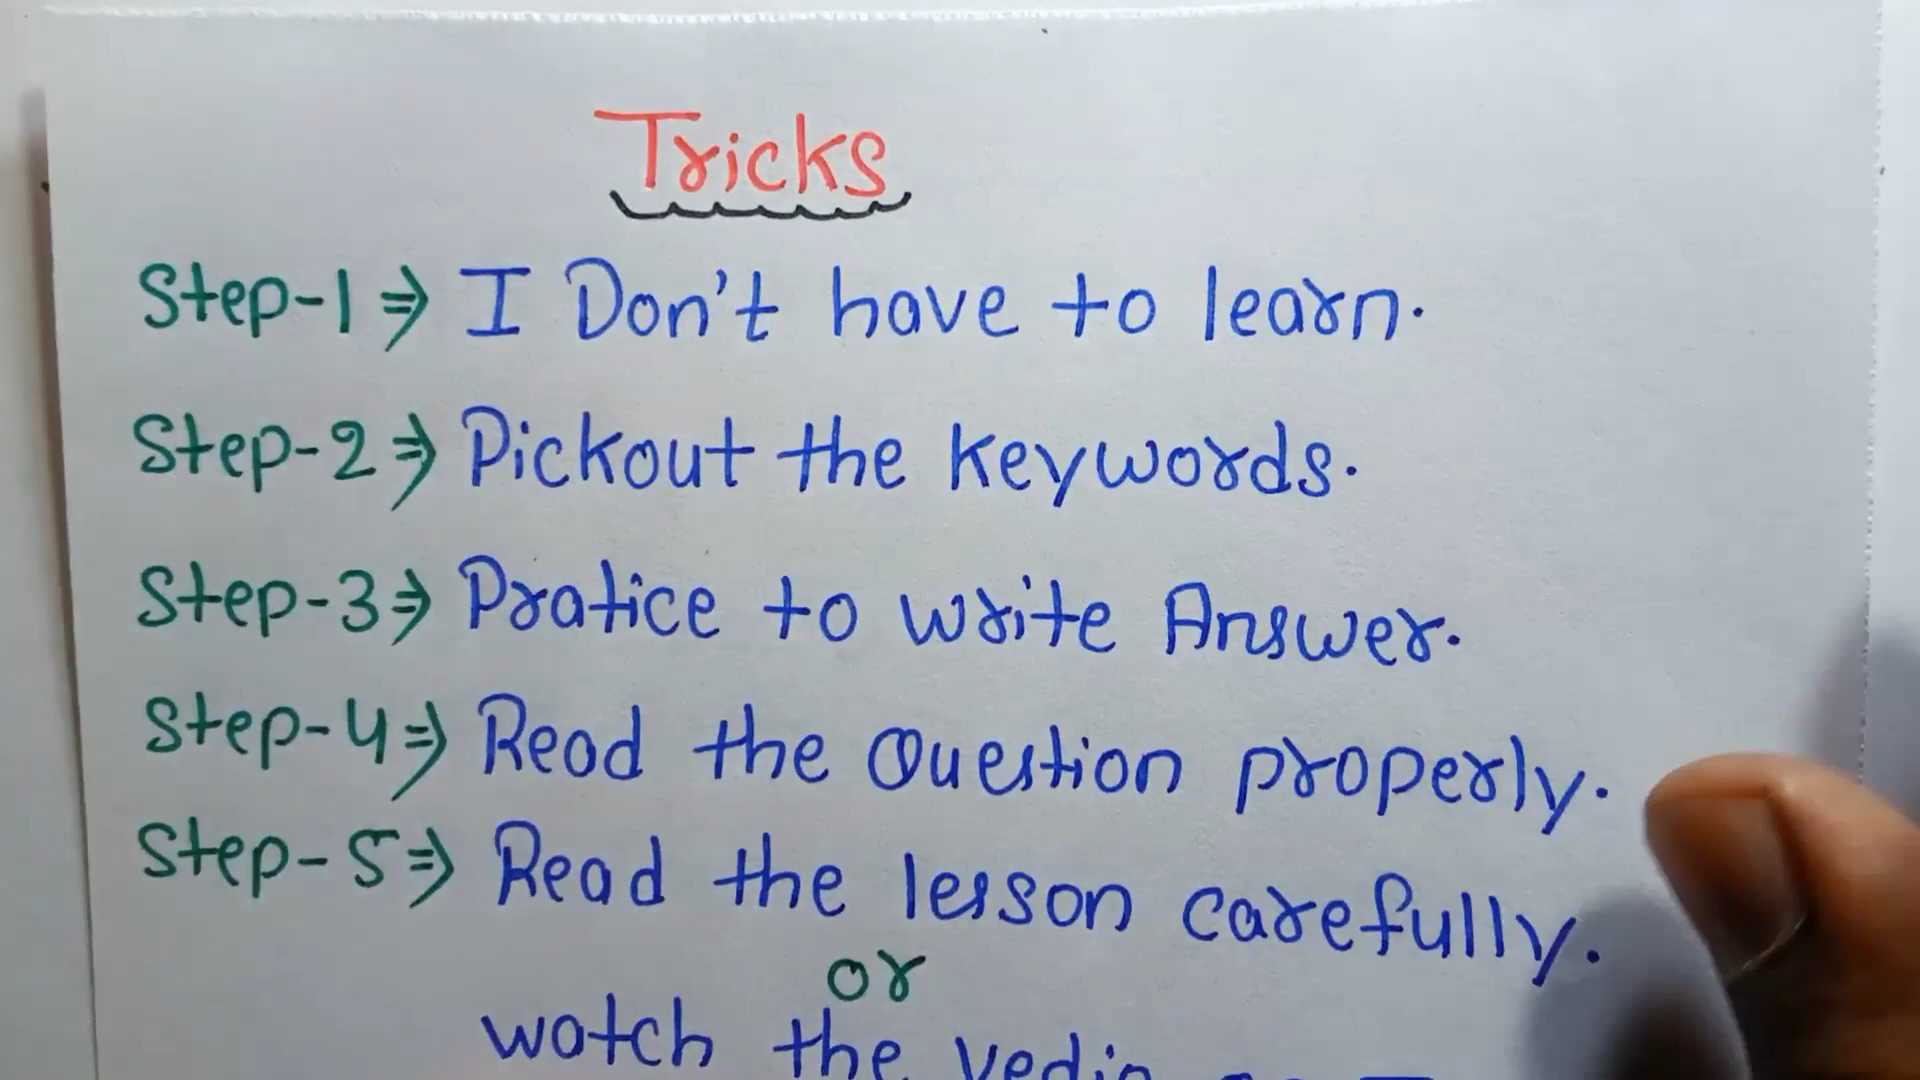 Tricks
Step-1⇒ I Don't have to learn.
Step-2⇒ Pickout the keywords.
Step-3⇒ Pratice to write Answer.
Step-4⇒ Read the Question properly.
Step-5⇒ Read the lesson carefully.
or
watch the